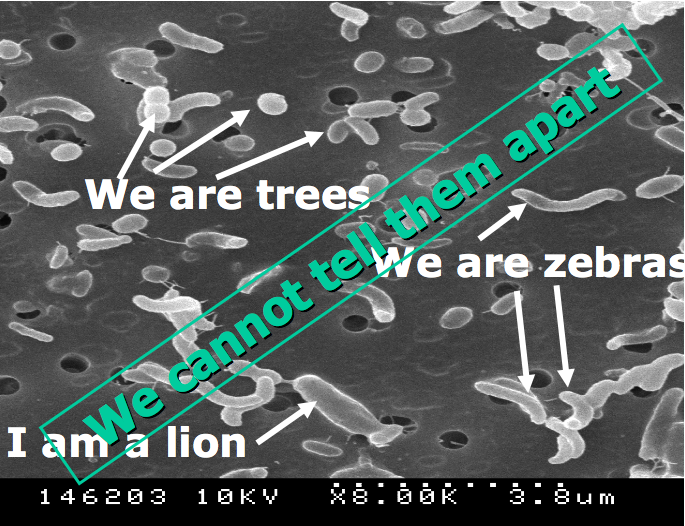 We are trees
We cannot tell them apart
We are zebras
I am a lion
146203 10KV X8.00K 3.8um